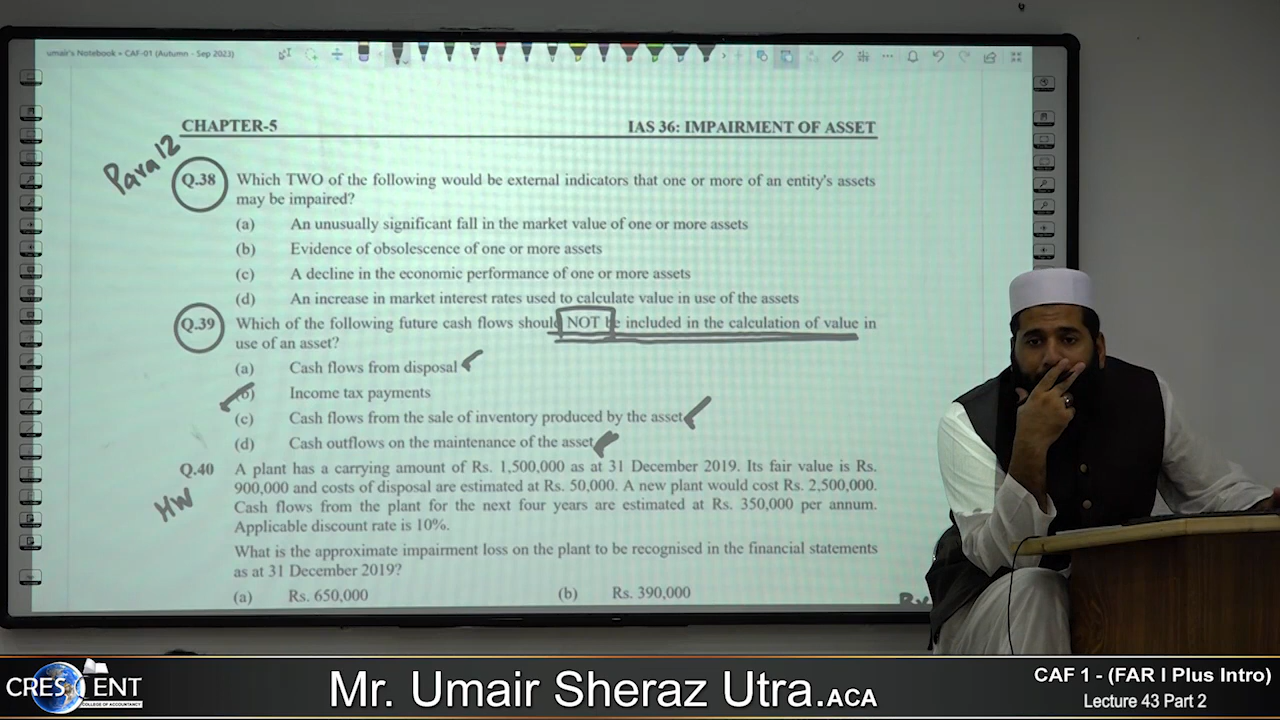 umair's Notebook » CAF-01 (Autumn - Sep 2023)
CHAPTER-5 IAS 36: IMPAIRMENT OF ASSET
Para 12
Q.38 Which TWO of the following would be external indicators that one or more of an entity's assets
may be impaired?
(a) An unusually significant fall in the market value of one or more assets
(b) Evidence of obsolescence of one or more assets
(c) A decline in the economic performance of one or more assets
(d) An increase in market interest rates used to calculate value in use of the assets
Q.39 Which of the following future cash flows should NOT be included in the calculation of value in
use of an asset?
(a) Cash flows from disposal
(b) Income tax payments
(c) Cash flows from the sale of inventory produced by the asset
(d) Cash outflows on the maintenance of the asset
Q.40 A plant has a carrying amount of Rs. 1,500,000 as at 31 December 2019. Its fair value is Rs.
HW 900,000 and costs of disposal are estimated at Rs. 50,000. A new plant would cost Rs. 2,500,000.
Cash flows from the plant for the next four years are estimated at Rs. 350,000 per annum.
Applicable discount rate is 10%.
What is the approximate impairment loss on the plant to be recognised in the financial statements
as at 31 December 2019?
(a) Rs. 650,000 (b) Rs. 390,000
CRESCENT
COLLEGE OF ACCOUNTANCY
Mr. Umair Sheraz Utra.ACA
CAF 1 - (FAR I Plus Intro)
Lecture 43 Part 2